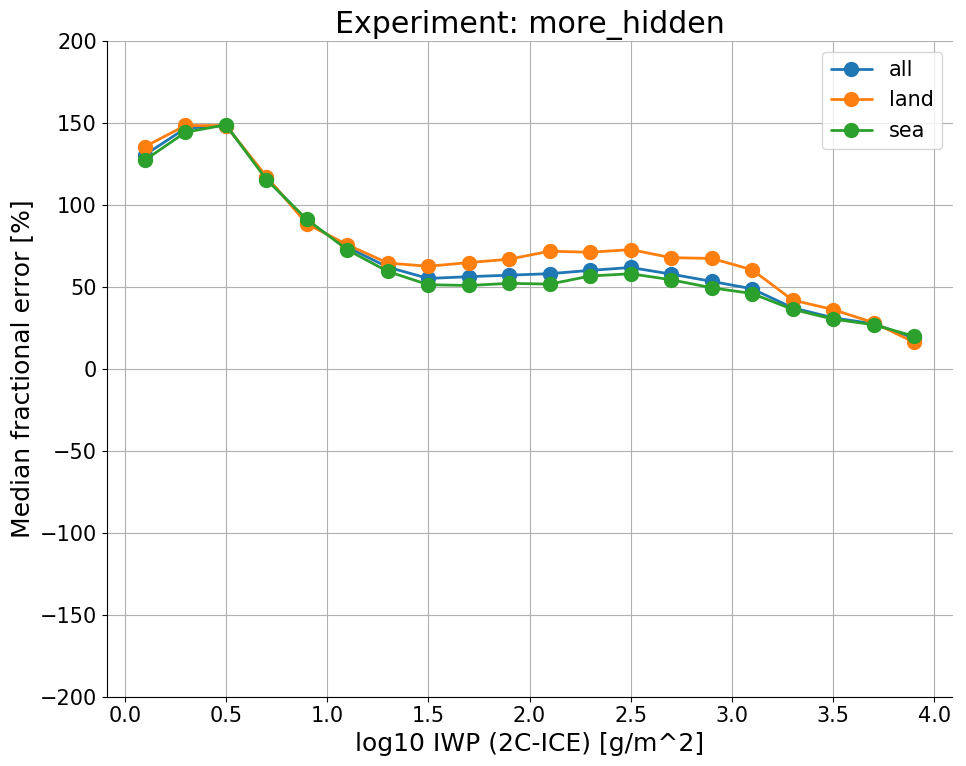 Experiment: more_hidden
all
land
sea
Median fractional error [%]
200
150
100
50
0
−50
−100
−150
−200
0.0 0.5 1.0 1.5 2.0 2.5 3.0 3.5 4.0
log10 IWP (2C-ICE) [g/m^2]